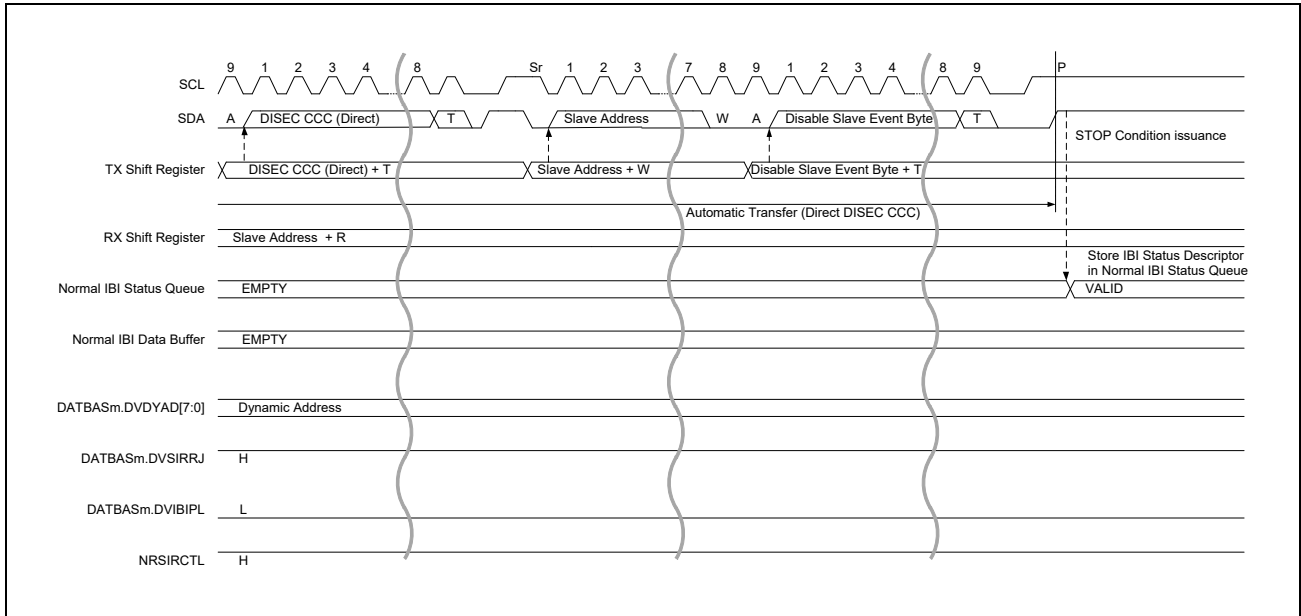 9 1 2 3 4 8 Sr 1 2 3 7 8 9 1 2 3 4 8 9 P
SCL
SDA A DISEC CCC (Direct) T Slave Address W A Disable Slave Event Byte T
STOP Condition issuance
TX Shift Register DISEC CCC (Direct) + T Slave Address + W Disable Slave Event Byte + T
Automatic Transfer (Direct DISEC CCC)
RX Shift Register Slave Address + R
Store IBI Status Descriptor
in Normal IBI Status Queue
Normal IBI Status Queue EMPTY VALID
Normal IBI Data Buffer EMPTY
DATBASm.DVDYAD[7:0] Dynamic Address
DATBASm.DVSIRRJ H
DATBASm.DVIBIPL L
NRSIRCTL H